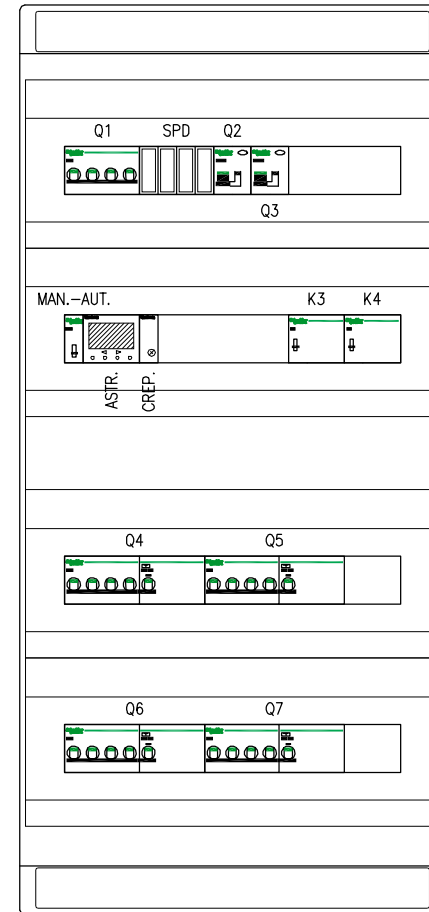 Q1 SPD Q2
Q3
MAN.-AUT. K3 K4
ASTR.
CREP.
Q4 Q5
Q6 Q7